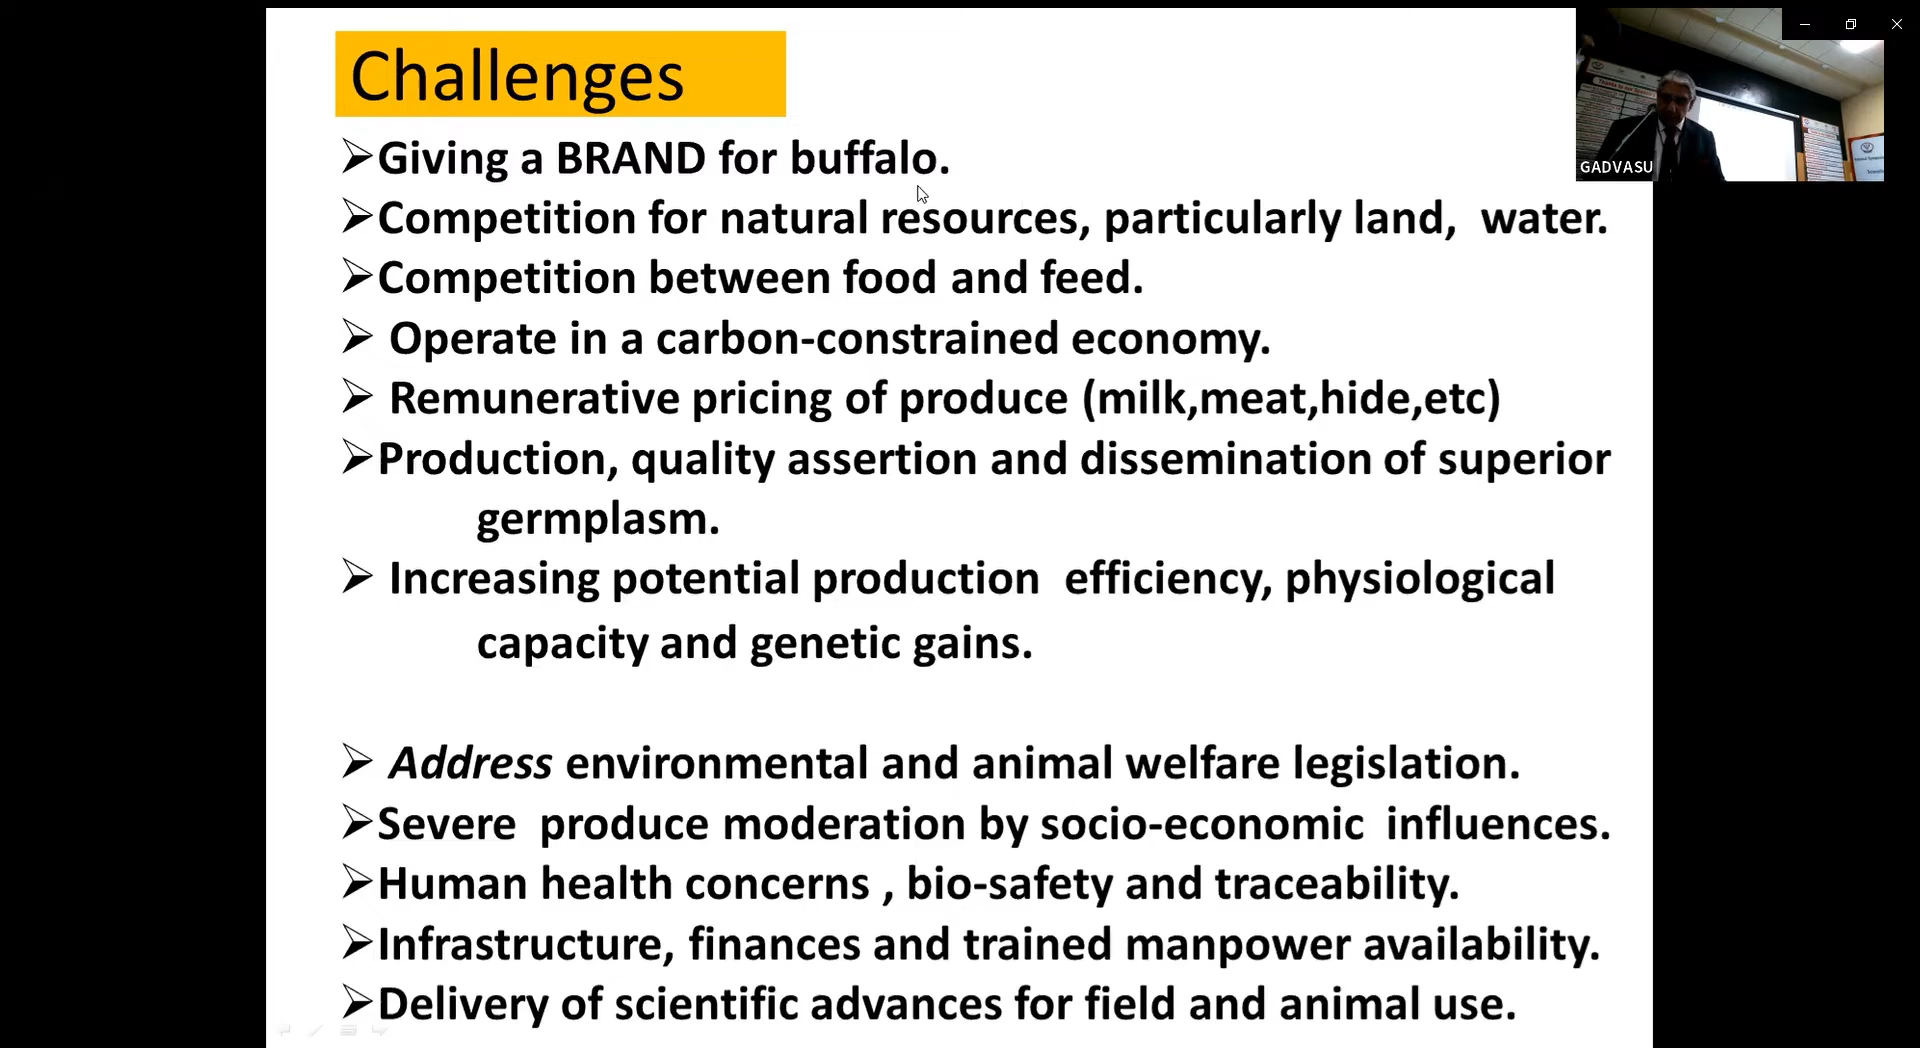 Challenges
➢Giving a BRAND for buffalo.
➢Competition for natural resources, particularly land,  water.
➢Competition between food and feed.
➢ Operate in a carbon-constrained economy.
➢ Remunerative pricing of produce (milk,meat,hide,etc)
➢Production, quality assertion and dissemination of superior
germplasm.
➢ Increasing potential production  efficiency, physiological
capacity and genetic gains.
➢ Address environmental and animal welfare legislation.
➢Severe  produce moderation by socio-economic  influences.
➢Human health concerns , bio-safety and traceability.
➢Infrastructure, finances and trained manpower availability.
➢Delivery of scientific advances for field and animal use.
GADVASU